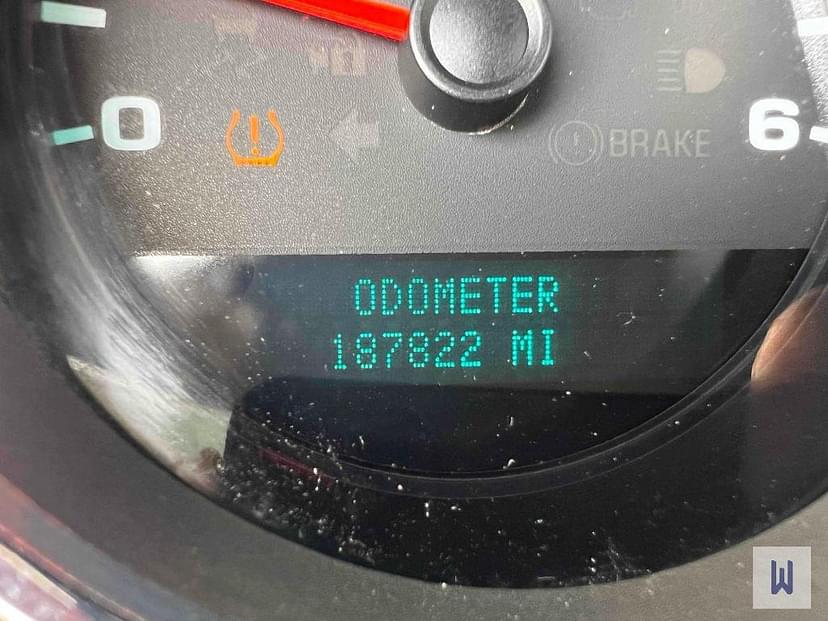 0
6
BRAKE
ODOMETER
187822 MI
W